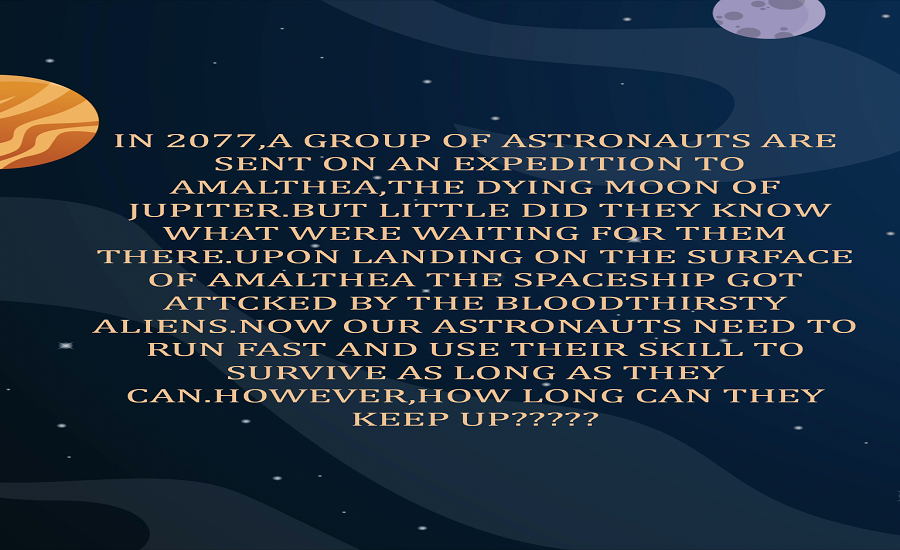 IN 2077,A GROUP OF ASTRONAUTS ARE
SENT ON AN EXPEDITION TO
AMALTHEA,THE DYING MOON OF
JUPITER.BUT LITTLE DID THEY KNOW
WHAT WERE WAITING FOR THEM
THERE.UPON LANDING ON THE SURFACE
OF AMALTHEA THE SPACESHIP GOT
ATTCKED BY THE BLOODTHIRSTY
ALIENS.NOW OUR ASTRONAUTS NEED TO
RUN FAST AND USE THEIR SKILL TO
SURVIVE AS LONG AS THEY
CAN.HOWEVER,HOW LONG CAN THEY
KEEP UP?????